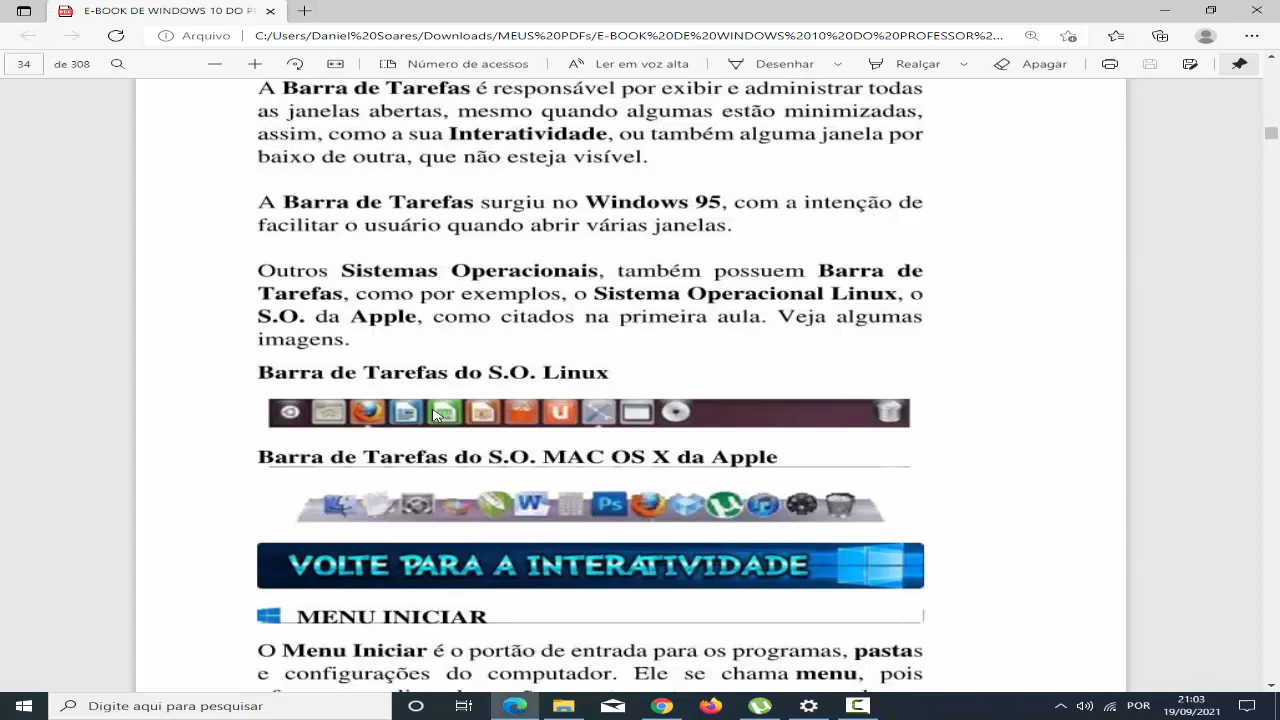 E-BOOK DE WINDOWS 10 DO P
Arquivo
C:/Users/Daniel%20Soares/Downloads/MEUS%20PDFs/E-BOOK%20DE%20WINDOWS%2010%20DO%20PROFESSOR%2...
34
de 308
Número de acessos
Ler em voz alta
Desenhar
Realçar
Apagar
A Barra de Tarefas é responsável por exibir e administrar todas
as janelas abertas, mesmo quando algumas estão minimizadas,
assim, como a sua Interatividade, ou também alguma janela por
baixo de outra, que não esteja visível.
A Barra de Tarefas surgiu no Windows 95, com a intenção de
facilitar o usuário quando abrir várias janelas.
Outros Sistemas Operacionais, também possuem Barra de
Tarefas, como por exemplos, o Sistema Operacional Linux, o
S.O. da Apple, como citados na primeira aula. Veja algumas
imagens.
Barra de Tarefas do S.O. Linux
Barra de Tarefas do S.O. MAC OS X da Apple
W
Ps
VOLTE PARA A INTERATIVIDADE
MENU INICIAR
O Menu Iniciar é o portão de entrada para os programas, pastas
e configurações do computador. Ele se chama menu, pois
Digite aqui para pesquisar
POR
21:03
19/09/2021